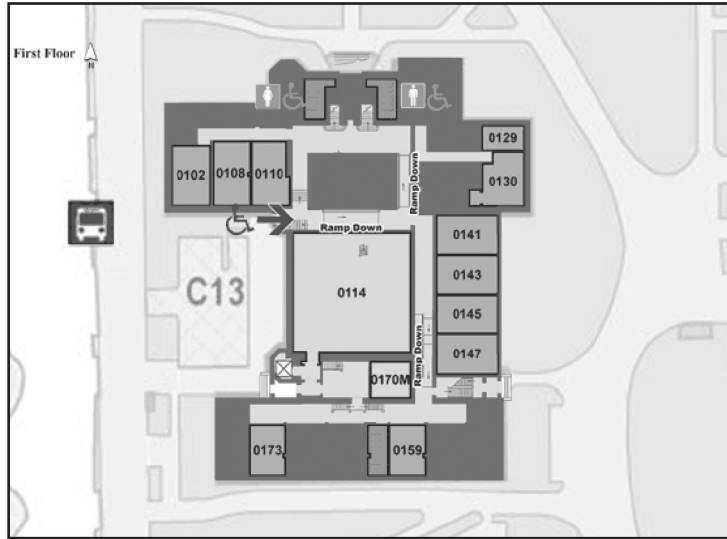 First Floor
N
0129
0102
0108
0110
0130
Ramp Down
Ramp Down
0141
C13
0114
0143
0145
Ramp Down
0147
0170M
0173
0159